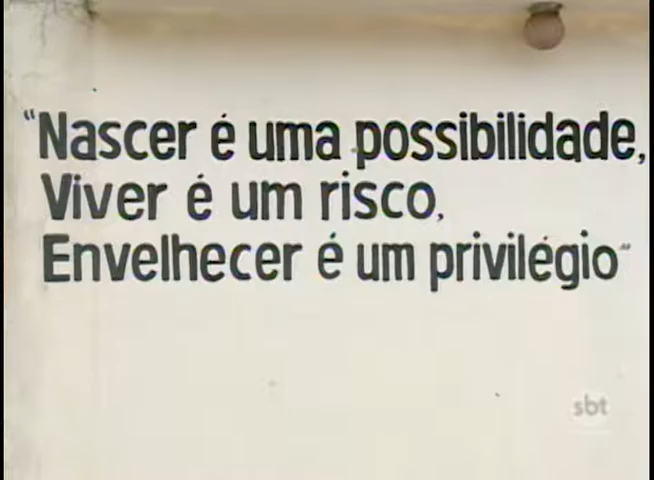 “Nascer é uma possibilidade,
Viver é um risco,
Envelhecer é um privilégio”
sbt